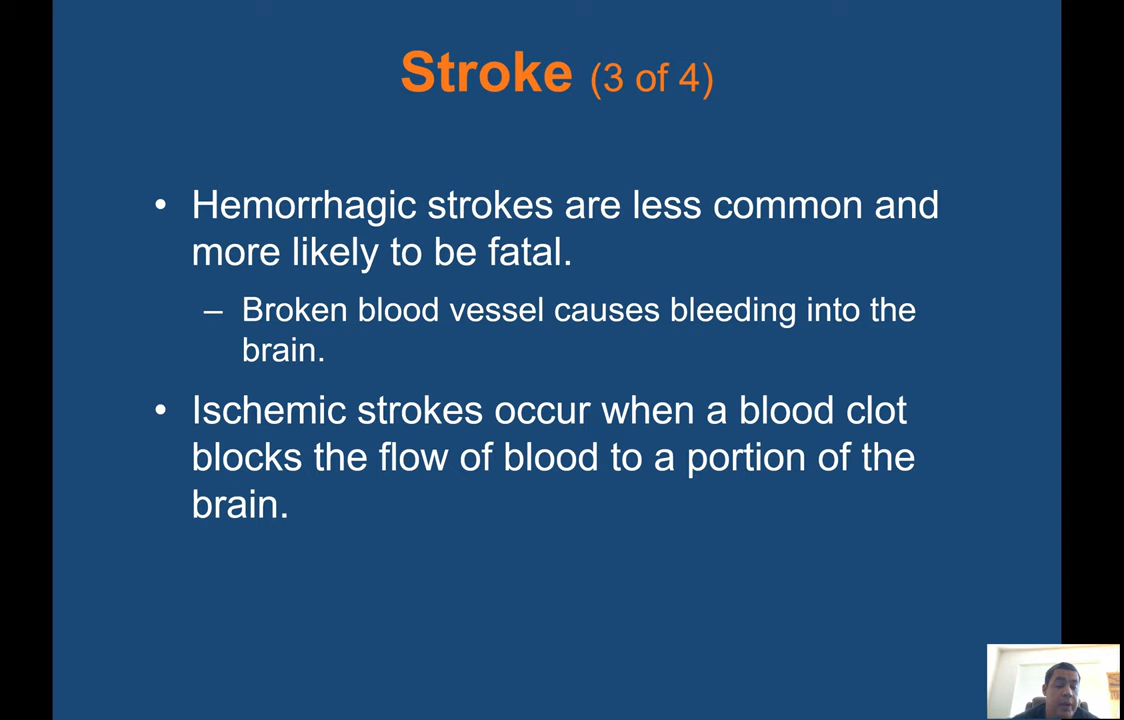 Stroke (3 of 4)
• Hemorrhagic strokes are less common and
more likely to be fatal.
– Broken blood vessel causes bleeding into the
brain.
• Ischemic strokes occur when a blood clot
blocks the flow of blood to a portion of the
brain.